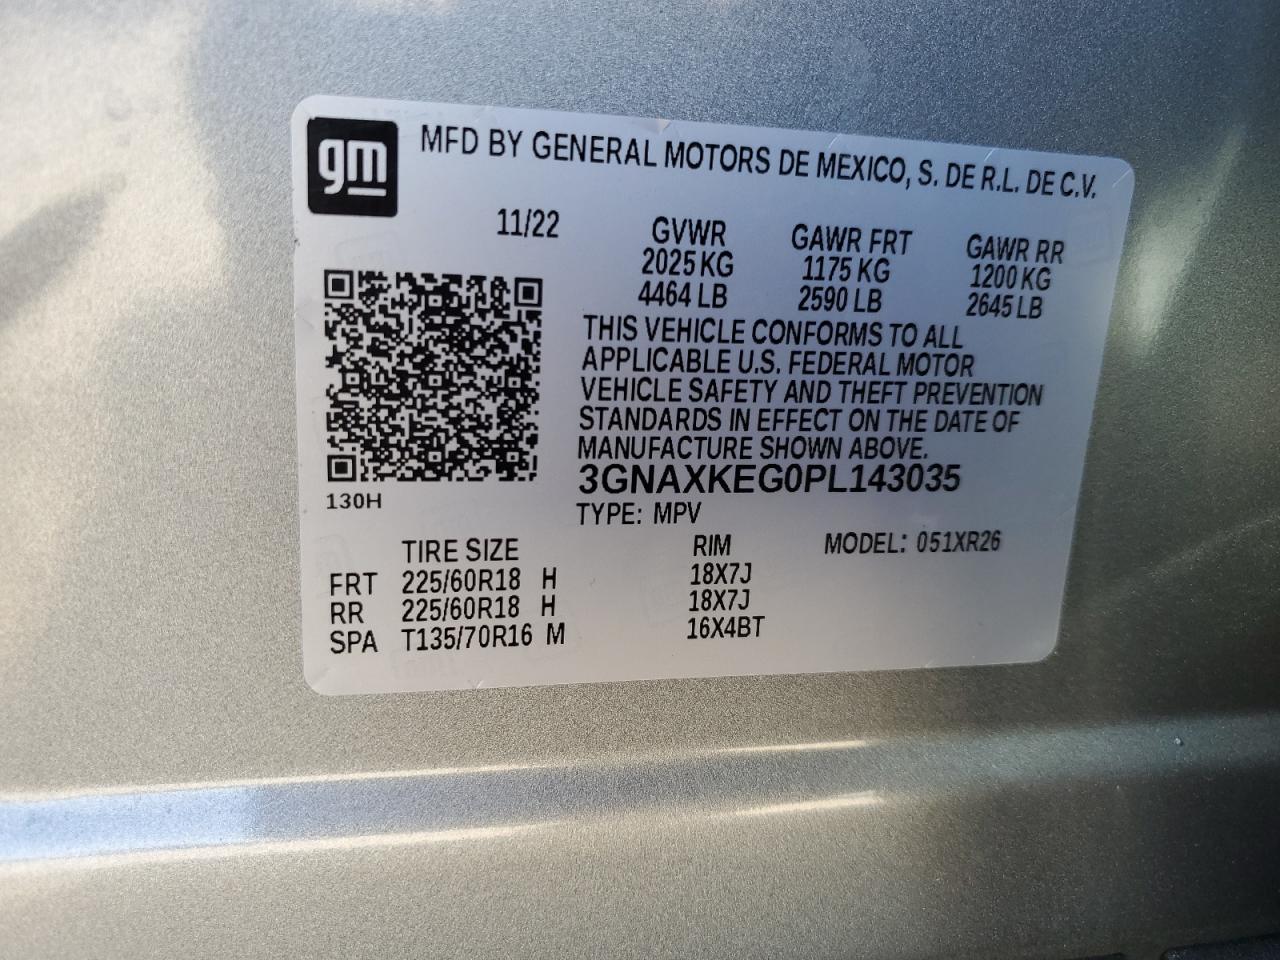 gm
MFD BY GENERAL MOTORS DE MEXICO, S. DE R.L. DE C.V.
11/22
GVWR GAWR FRT GAWR RR
2025 KG 1175 KG 1200 KG
4464 LB 2590 LB 2645 LB
THIS VEHICLE CONFORMS TO ALL
APPLICABLE U.S. FEDERAL MOTOR
VEHICLE SAFETY AND THEFT PREVENTION
STANDARDS IN EFFECT ON THE DATE OF
MANUFACTURE SHOWN ABOVE.
3GNAXKEG0PL143035
130H
TYPE: MPV
TIRE SIZE RIM MODEL: 051XR26
FRT 225/60R18 H 18X7J
RR 225/60R18 H 18X7J
SPA T135/70R16 M 16X4BT